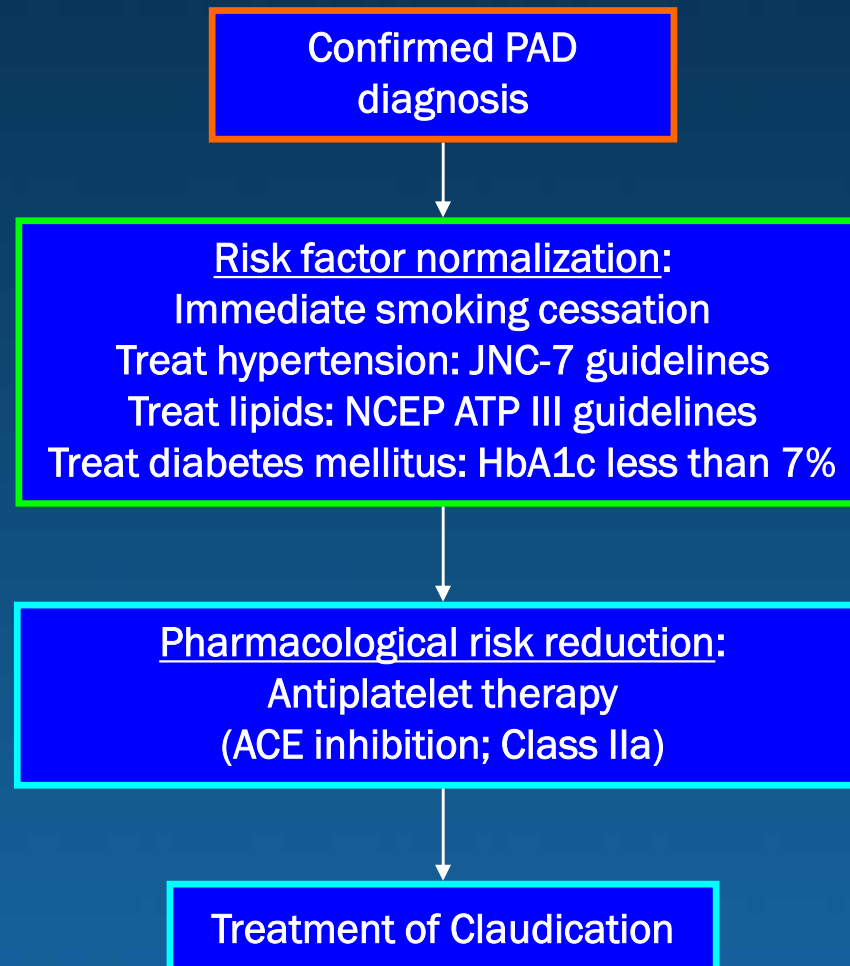 Confirmed PAD
diagnosis
Risk factor normalization:
Immediate smoking cessation
Treat hypertension: JNC-7 guidelines
Treat lipids: NCEP ATP III guidelines
Treat diabetes mellitus: HbA1c less than 7%
Pharmacological risk reduction:
Antiplatelet therapy
(ACE inhibition; Class IIa)
Treatment of Claudication